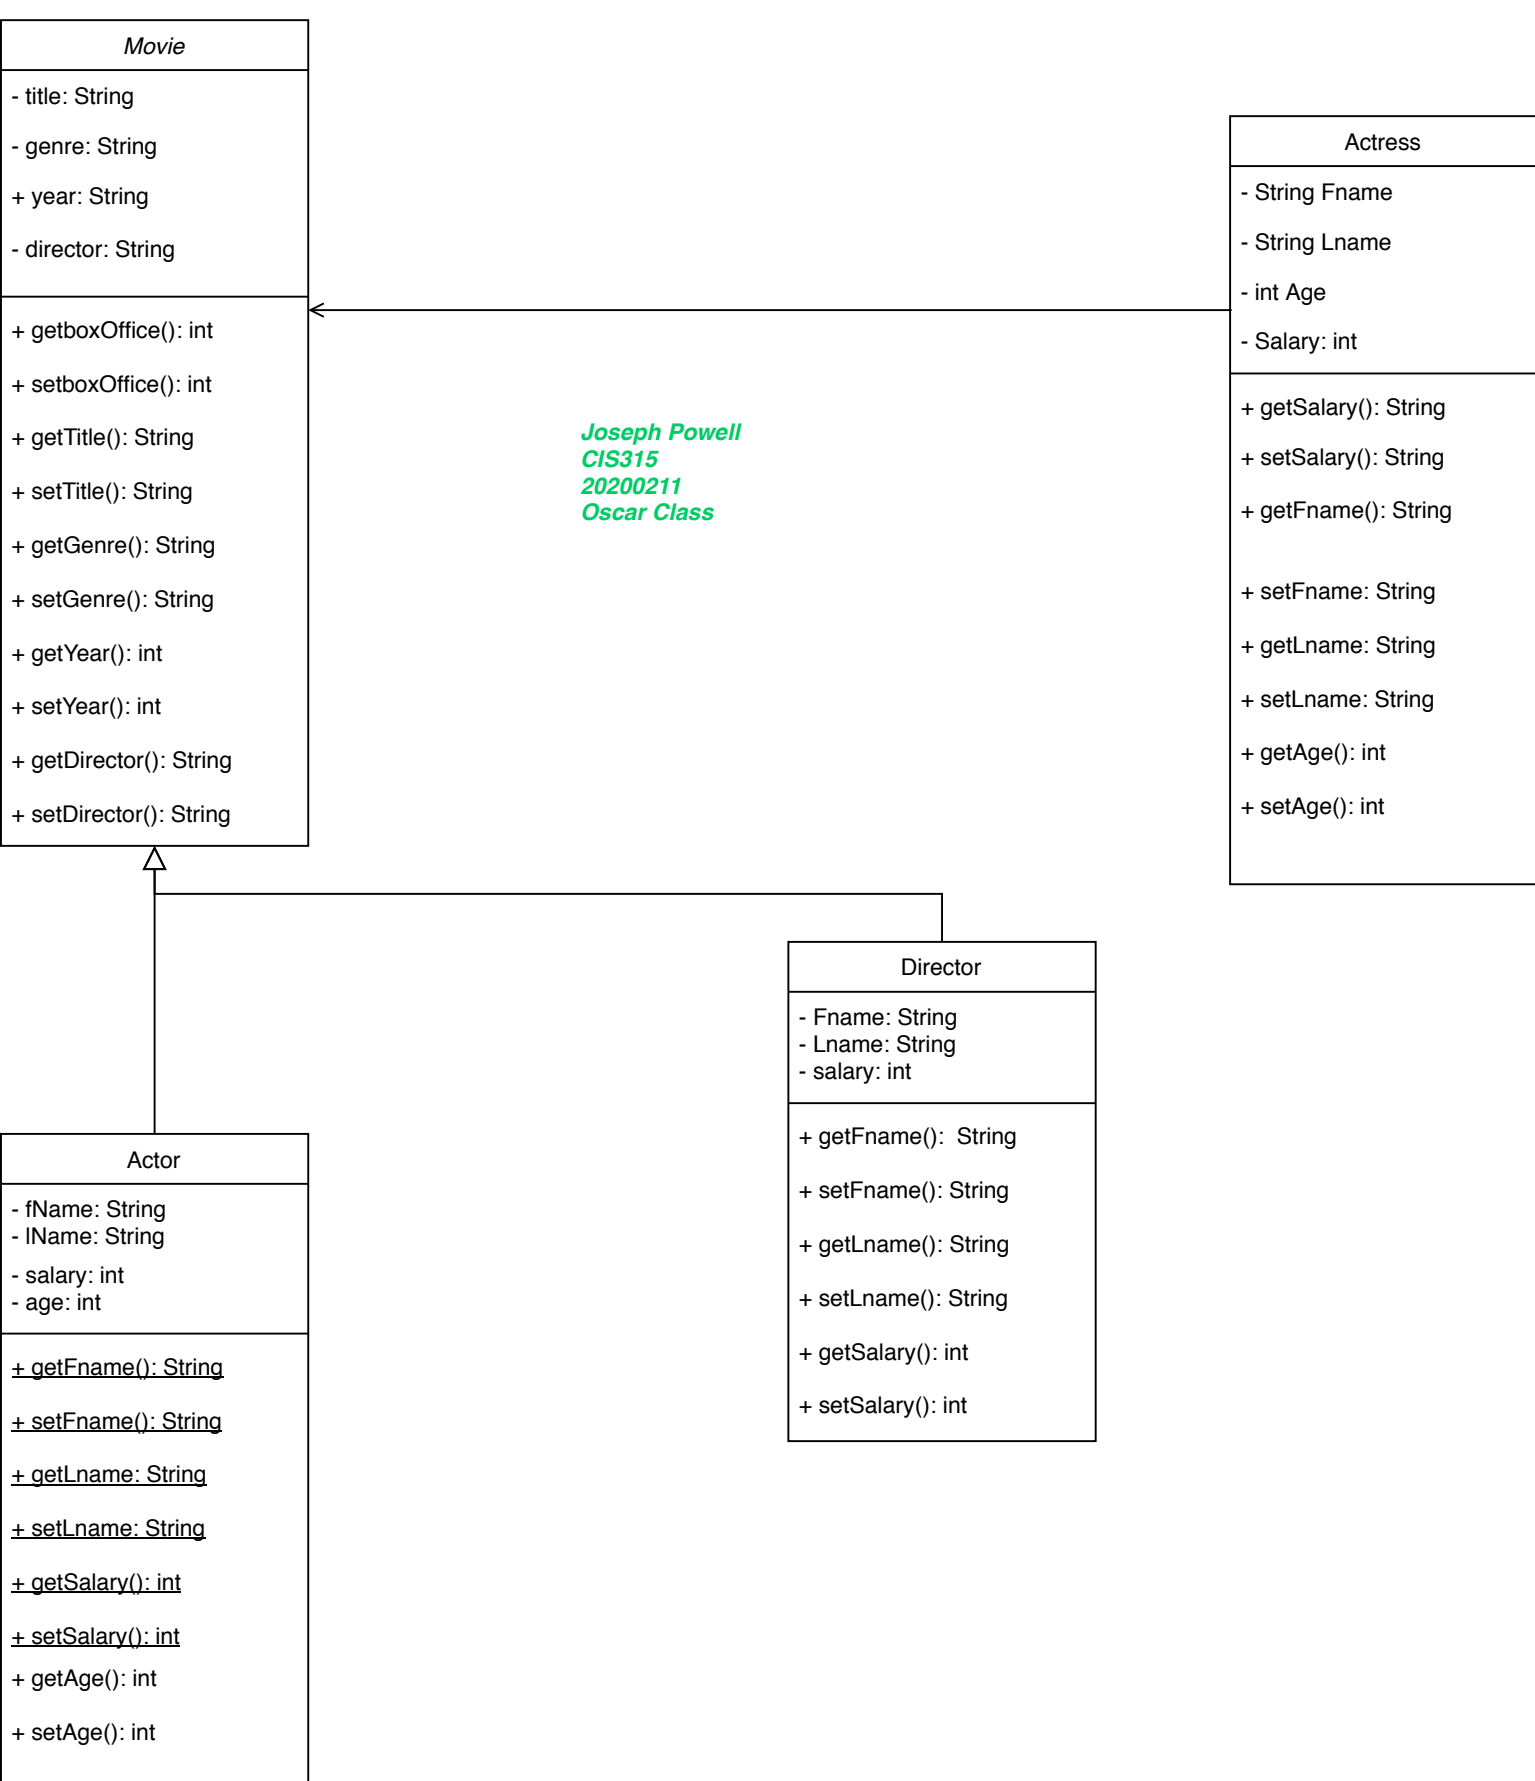 Movie
- title: String
- genre: String
+ year: String
- director: String
+ getboxOffice(): int
+ setboxOffice(): int
+ getTitle(): String
+ setTitle(): String
+ getGenre(): String
+ setGenre(): String
+ getYear(): int
+ setYear(): int
+ getDirector(): String
+ setDirector(): String
Actress
- String Fname
- String Lname
- int Age
- Salary: int
+ getSalary(): String
+ setSalary(): String
+ getFname(): String
+ setFname: String
+ getLname: String
+ setLname: String
+ getAge(): int
+ setAge(): int
Joseph Powell
CIS315
20200211
Oscar Class
Director
- Fname: String
- Lname: String
- salary: int
+ getFname():  String
+ setFname(): String
+ getLname(): String
+ setLname(): String
+ getSalary(): int
+ setSalary(): int
Actor
- fName: String
- lName: String
- salary: int
- age: int
+ getFname(): String
+ setFname(): String
+ getLname: String
+ setLname: String
+ getSalary(): int
+ setSalary(): int
+ getAge(): int
+ setAge(): int